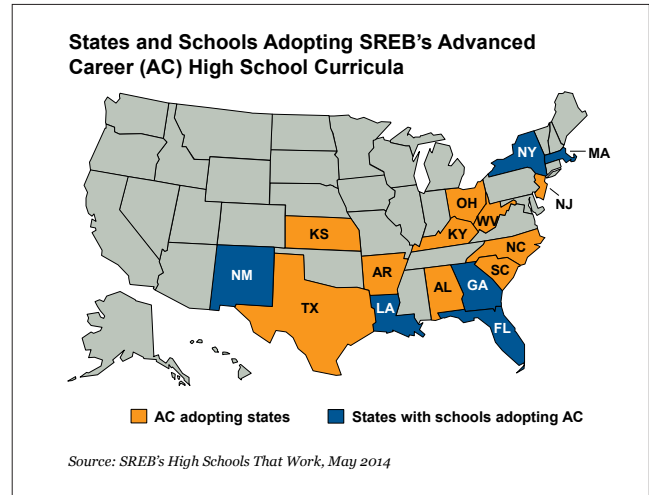 States and Schools Adopting SREB's Advanced
Career (AC) High School Curricula
NY
MA
NJ
OH
WV
KS
KY
NC
SC
AR
NM
TX
LA
AL
GA
FL
AC adopting states
States with schools adopting AC
Source: SREB's High Schools That Work, May 2014